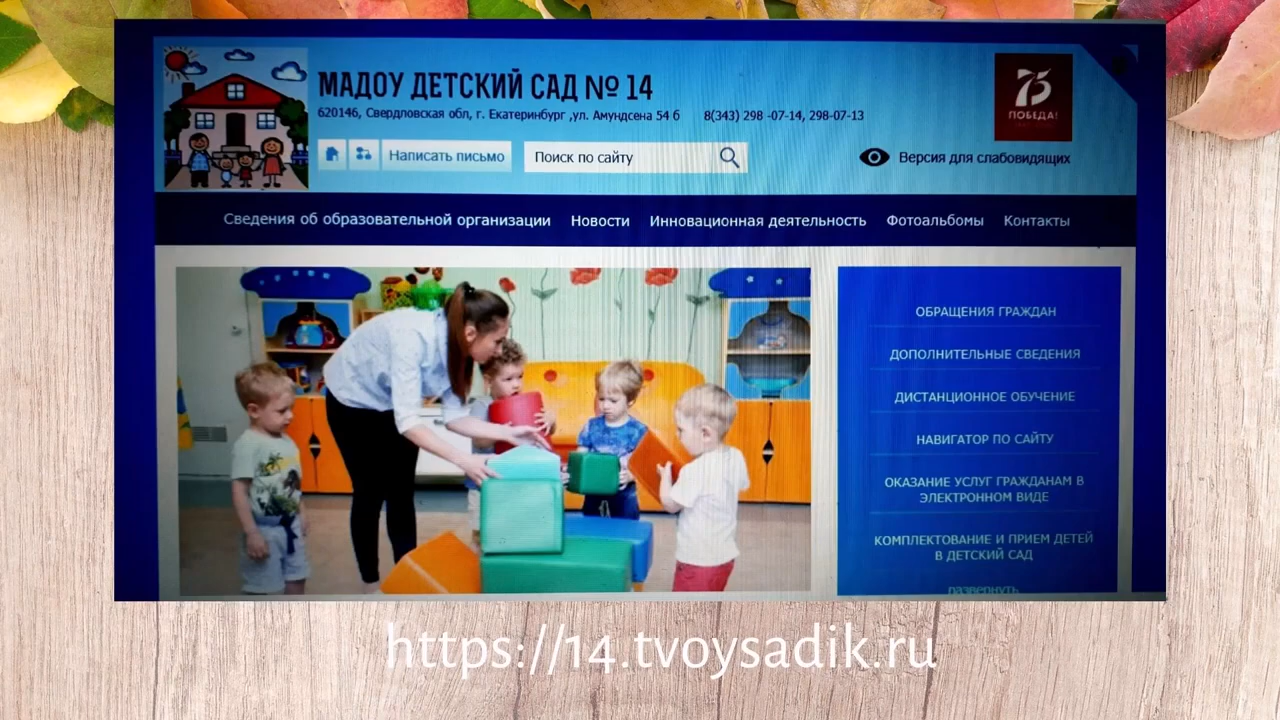 МАДОУ ДЕТСКИЙ САД № 14
620146, Свердловская обл, г. Екатеринбург ,ул. Амундсена 54 б 8(343) 298 -07-14, 298-07-13
75
ПОБЕДА!
Написать письмо
Поиск по сайту
Версия для слабовидящих
Сведения об образовательной организации Новости Инновационная деятельность Фотоальбомы Контакты
ОБРАЩЕНИЯ ГРАЖДАН
ДОПОЛНИТЕЛЬНЫЕ СВЕДЕНИЯ
ДИСТАНЦИОННОЕ ОБУЧЕНИЕ
НАВИГАТОР ПО САЙТУ
ОКАЗАНИЕ УСЛУГ ГРАЖДАНАМ В
ЭЛЕКТРОННОМ ВИДЕ
КОМПЛЕКТОВАНИЕ И ПРИЕМ ДЕТЕЙ
В ДЕТСКИЙ САД
развернуть
https://14.tvoysadik.ru